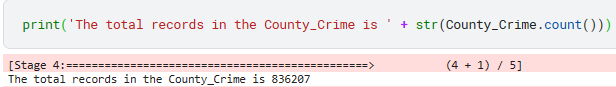 print('The total records in the County_Crime is ' + str(County_Crime.count()))
[Stage 4:==============================================>          (4 + 1) / 5]
The total records in the County_Crime is 836207